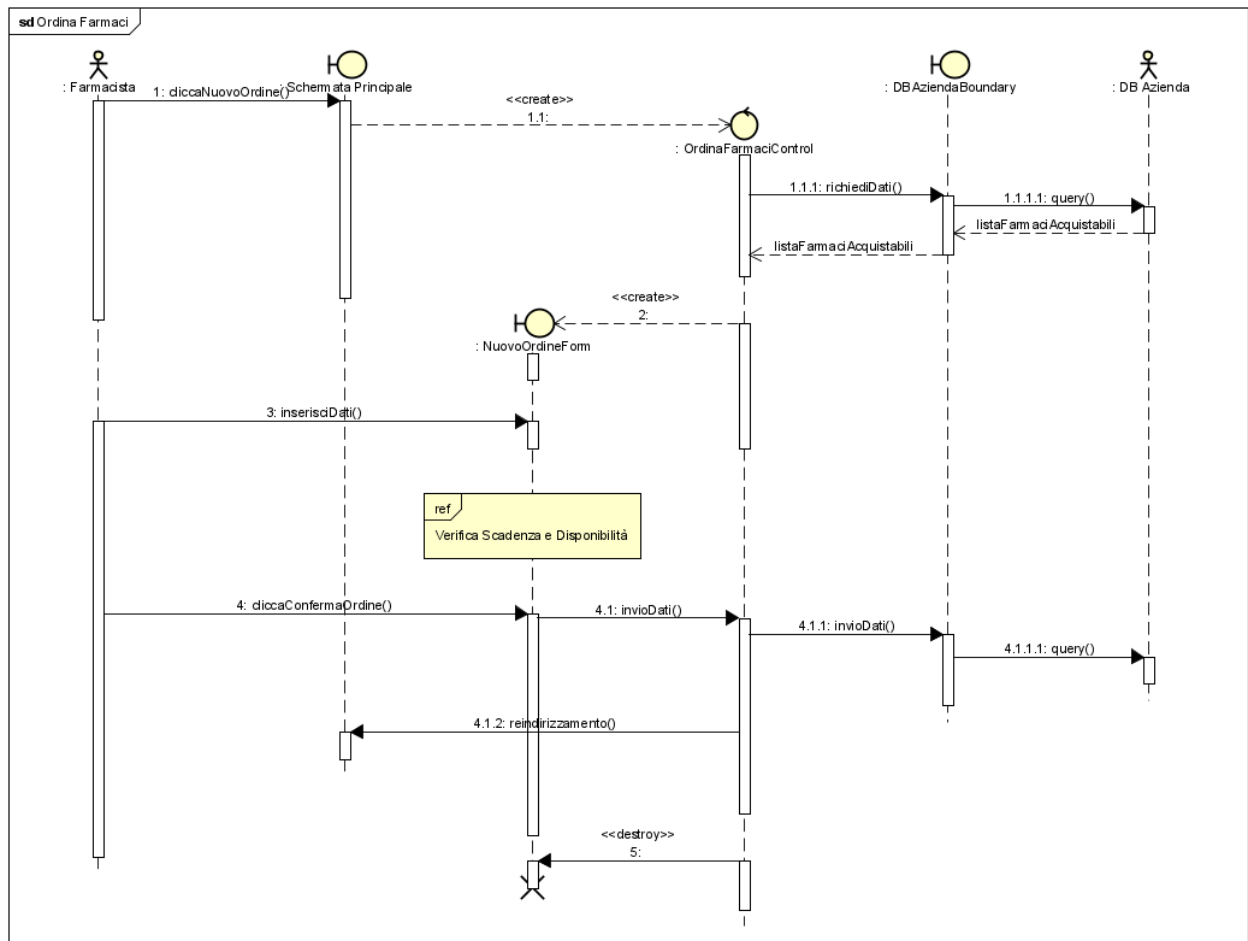 sd Ordina Farmaci
: Farmacista
: Schermata Principale
: DBAziendaBoundary
: DB Azienda
1: cliccaNuovoOrdine()
<<create>>
1.1:
: OrdinaFarmaciControl
1.1.1: richiediDati()
1.1.1.1: query()
listaFarmaciAcquistabili
listaFarmaciAcquistabili
<<create>>
2:
: NuovoOrdineForm
3: inserisciDati()
ref
Verifica Scadenza e Disponibilità
4: cliccaConfermaOrdine()
4.1: invioDati()
4.1.1: invioDati()
4.1.1.1: query()
4.1.2: reindirizzamento()
<<destroy>>
5: